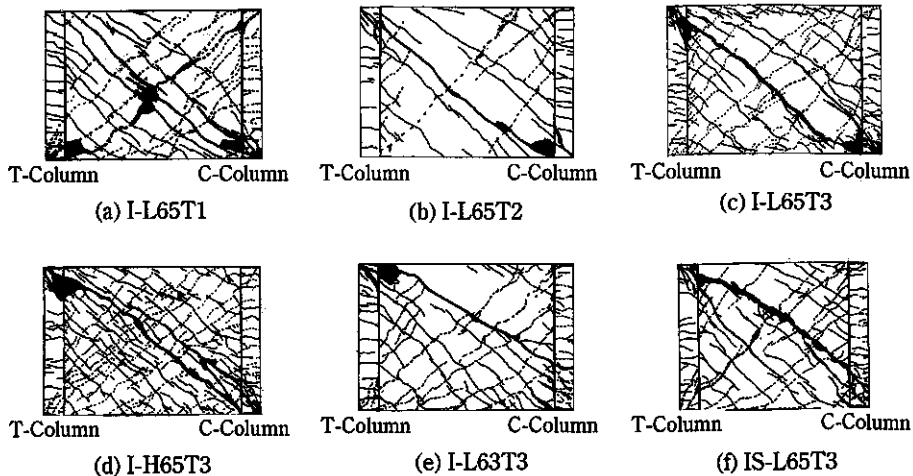 T-Column C-Column T-Column C-Column T-Column C-Column
(a) I-L65T1 (b) I-L65T2 (c) I-L65T3
T-Column C-Column T-Column C-Column T-Column C-Column
(d) I-H65T3 (e) I-L63T3 (f) IS-L65T3